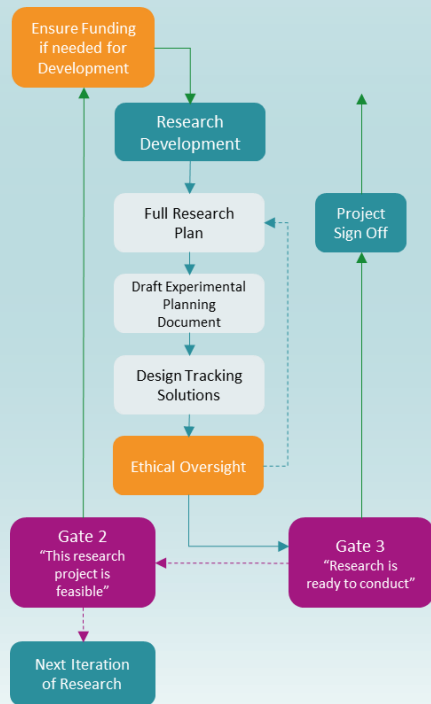 Ensure Funding
if needed for
Development
Research
Development
Full Research
Plan
Project
Sign Off
Draft Experimental
Planning
Document
Design Tracking
Solutions
Ethical Oversight
Gate 2
“This research
project is
feasible”
Gate 3
“Research is
ready to conduct”
Next Iteration
of Research